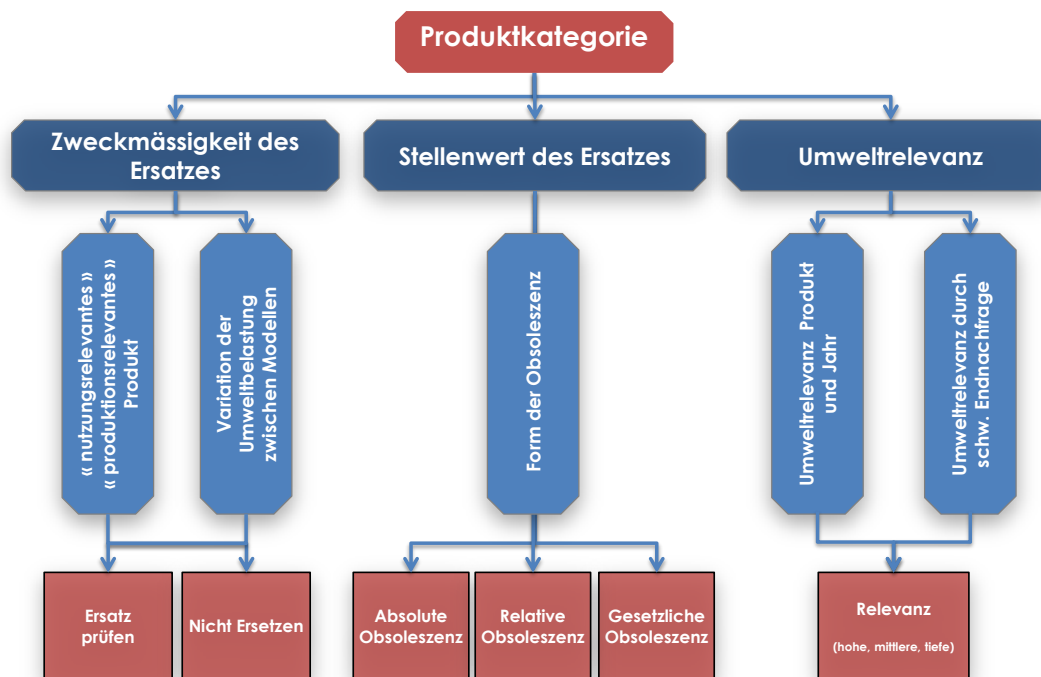 Produktkategorie
Zweckmässigkeit des
Ersatzes
Stellenwert des Ersatzes
Umweltrelevanz
« nutzungsrelevantes »
« produktionsrelevantes »
Produkt
Variation der
Umweltbelastung
zwischen Modellen
Form der Obsoleszenz
Umweltrelevanz Produkt
und Jahr
Umweltrelevanz durch
schw. Endnachfrage
Ersatz
prüfen
Nicht Ersetzen
Absolute
Obsoleszenz
Relative
Obsoleszenz
Gesetzliche
Obsoleszenz
Relevanz
(hohe, mittlere, tiefe)